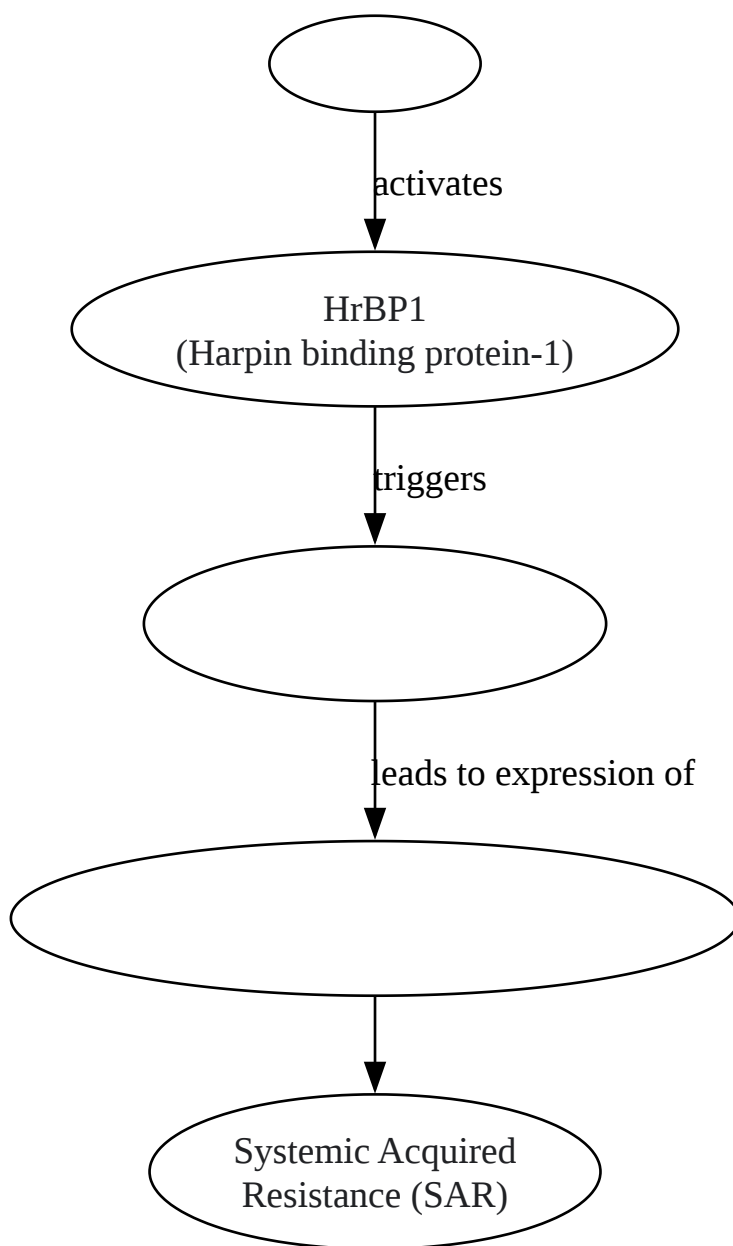 activates
HrBP1
(Harpin binding protein-1)
triggers
leads to expression of
Systemic Acquired
Resistance (SAR)